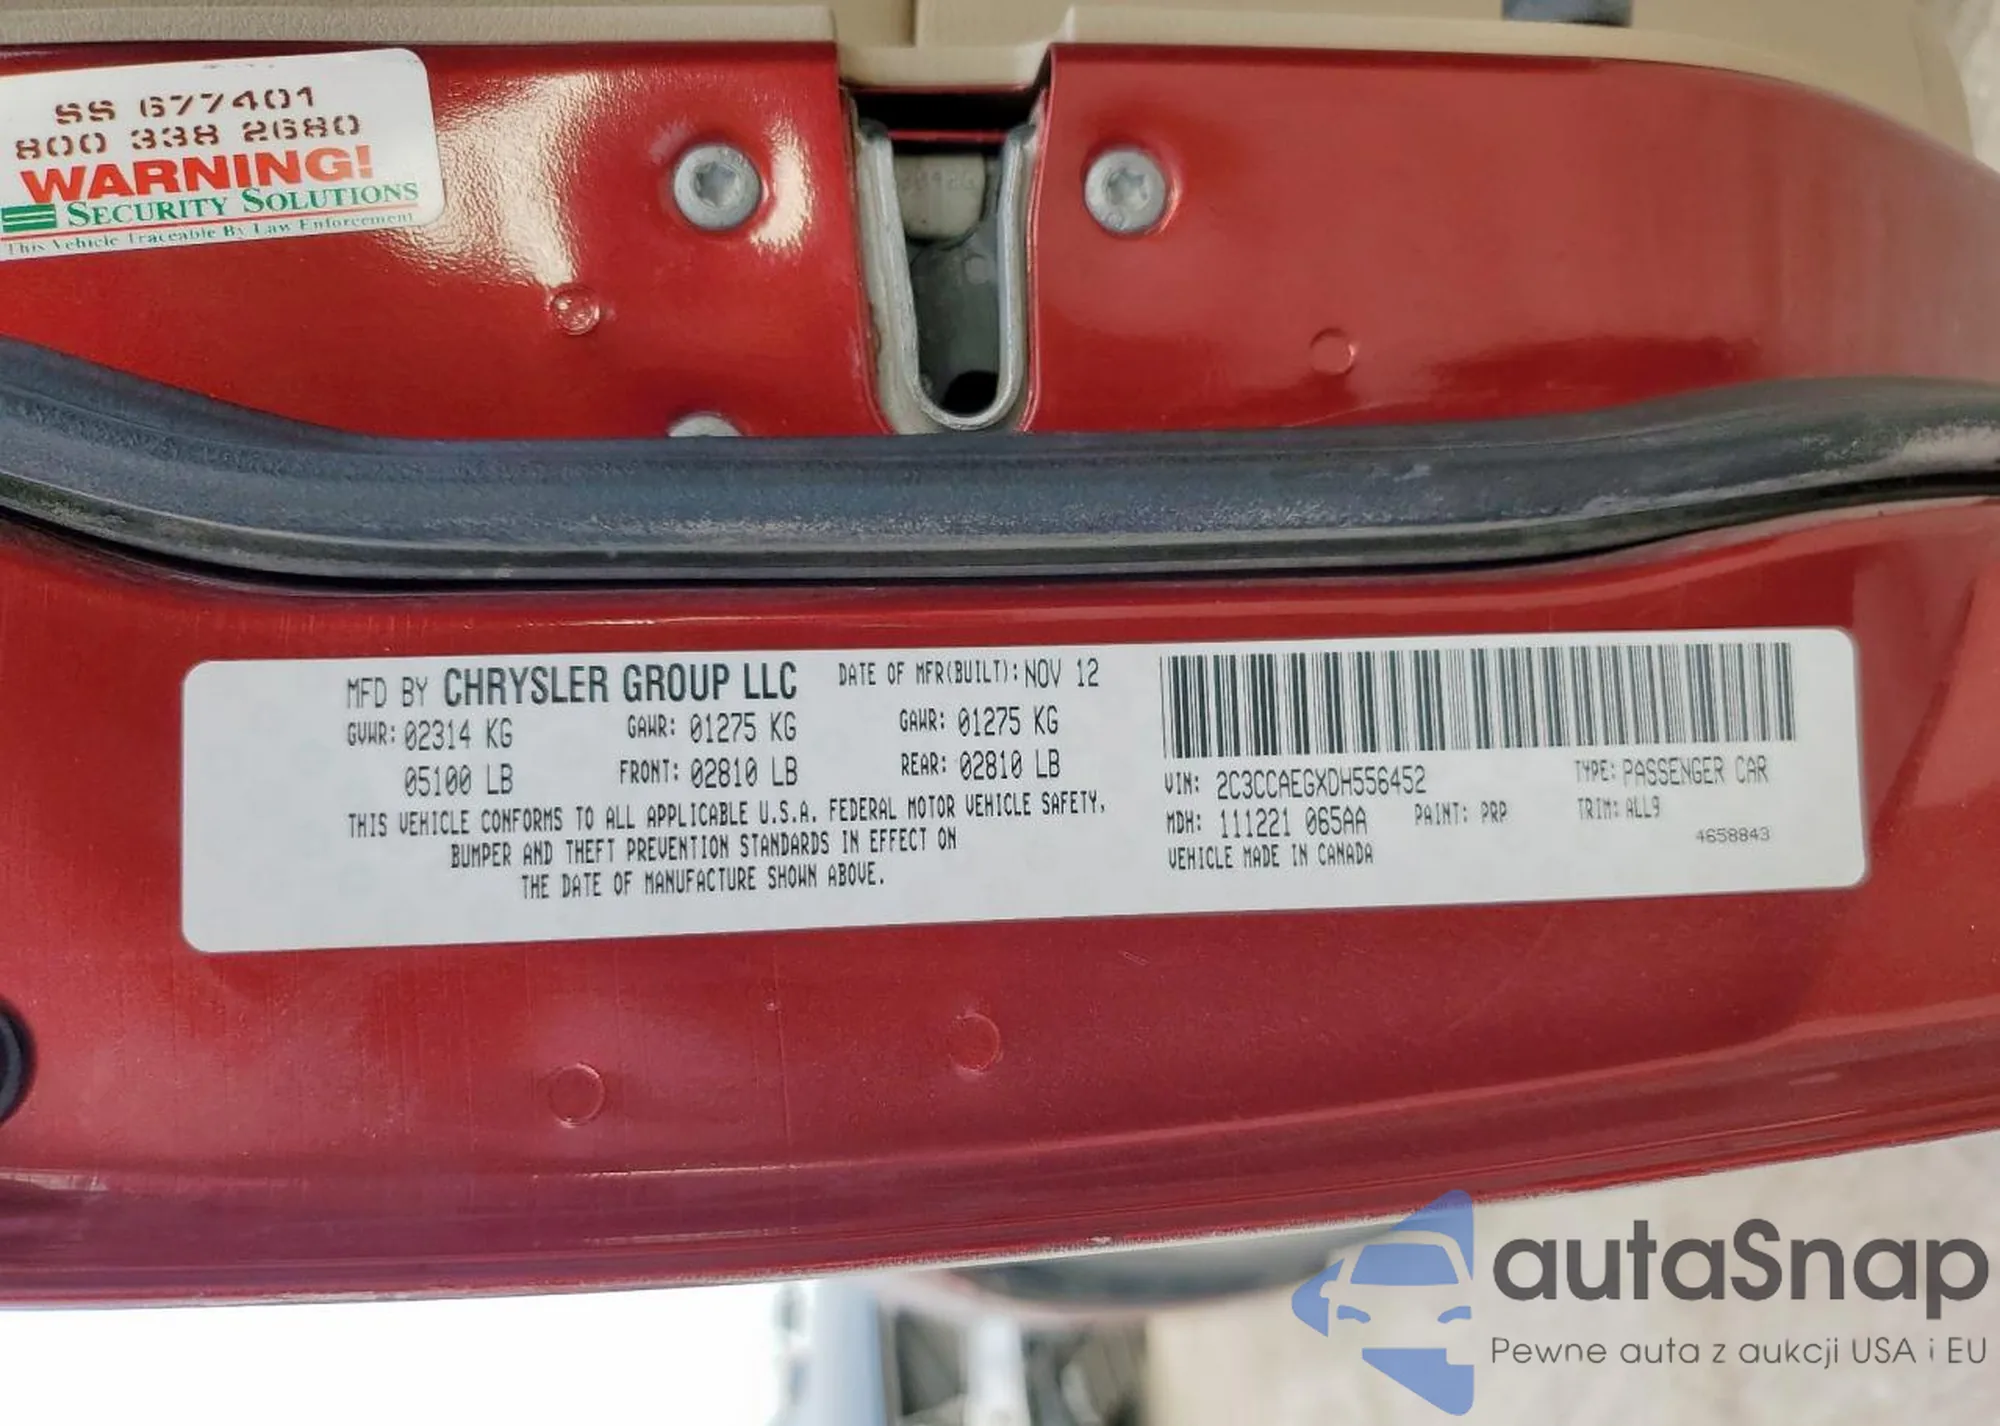 SS 677401
800 338 2680
WARNING!
SECURITY SOLUTIONS
This Vehicle Traceable By Law Enforcement
MFD BY CHRYSLER GROUP LLC DATE OF MFR(BUILT): NOV 12
GVWR: 02314 KG GAWR: 01275 KG GAWR: 01275 KG
05100 LB FRONT: 02810 LB REAR: 02810 LB
THIS VEHICLE CONFORMS TO ALL APPLICABLE U.S.A. FEDERAL MOTOR VEHICLE SAFETY,
BUMPER AND THEFT PREVENTION STANDARDS IN EFFECT ON
THE DATE OF MANUFACTURE SHOWN ABOVE.
VIN: 2C3CCAEGXDH556452 TYPE: PASSENGER CAR
MDH: 111221 065AA PAINT: PRP TRIM: ALL9
VEHICLE MADE IN CANADA 4658843
autaSnap
Pewne auta z aukcji USA i EU